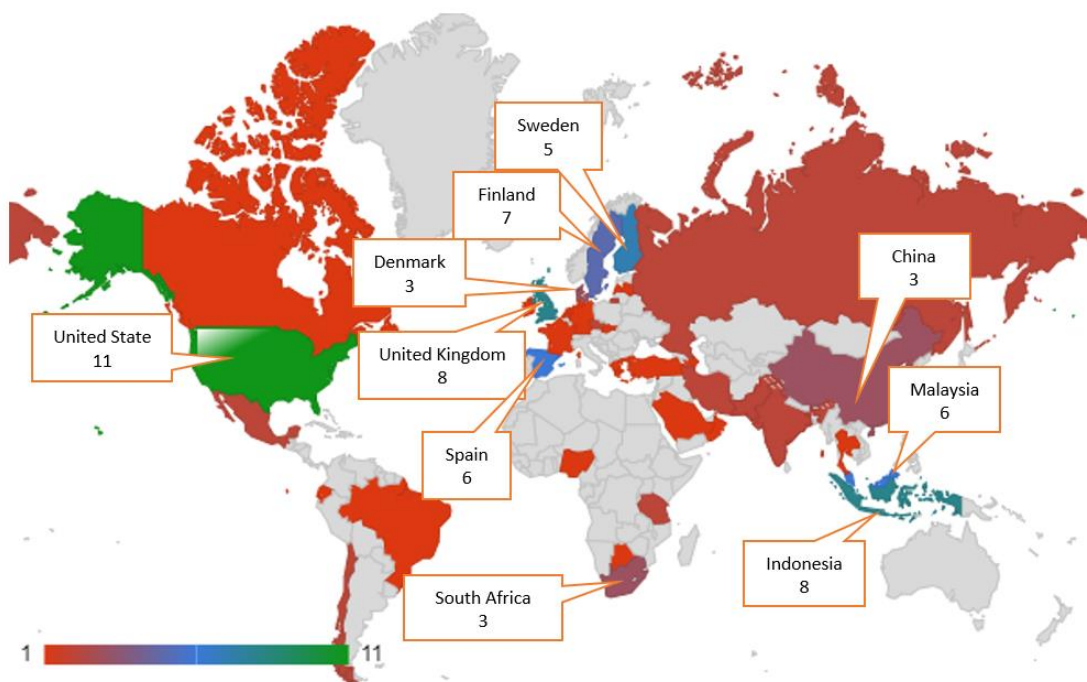 Sweden
5
Finland
7
Denmark
3
China
3
United State
11
United Kingdom
8
Malaysia
6
Spain
6
Indonesia
8
South Africa
3
1
11